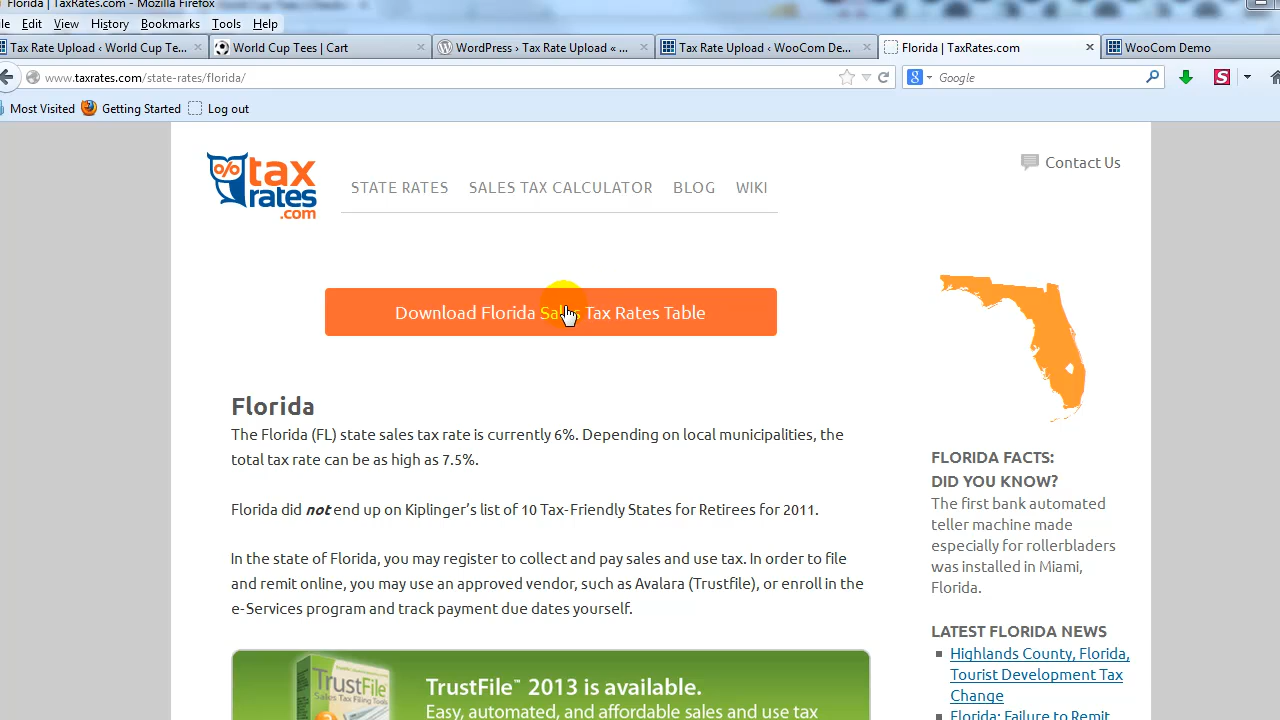 Florida | TaxRates.com - Mozilla Firefox
Edit View History Bookmarks Tools Help
Tax Rate Upload ‹ World Cup Te... × World Cup Tees | Cart × WordPress › Tax Rate Upload « ... × Tax Rate Upload ‹ WooCom De... × Florida | TaxRates.com × WooCom Demo
www.taxrates.com/state-rates/florida/ Google
Most Visited Getting Started Log out
% tax rates .com
STATE RATES SALES TAX CALCULATOR BLOG WIKI
Contact Us
Download Florida Sales Tax Rates Table
Florida
The Florida (FL) state sales tax rate is currently 6%. Depending on local municipalities, the
total tax rate can be as high as 7.5%.
Florida did not end up on Kiplinger's list of 10 Tax-Friendly States for Retirees for 2011.
In the state of Florida, you may register to collect and pay sales and use tax. In order to file
and remit online, you may use an approved vendor, such as Avalara (Trustfile), or enroll in the
e-Services program and track payment due dates yourself.
TrustFile
Sales Tax Filing Tools
TrustFile™ 2013 is available.
Easy, automated, and affordable sales and use tax
FLORIDA FACTS:
DID YOU KNOW?
The first bank automated
teller machine made
especially for rollerbladers
was installed in Miami,
Florida.
LATEST FLORIDA NEWS
Highlands County, Florida,
Tourist Development Tax
Change
Florida: Failure to Remit